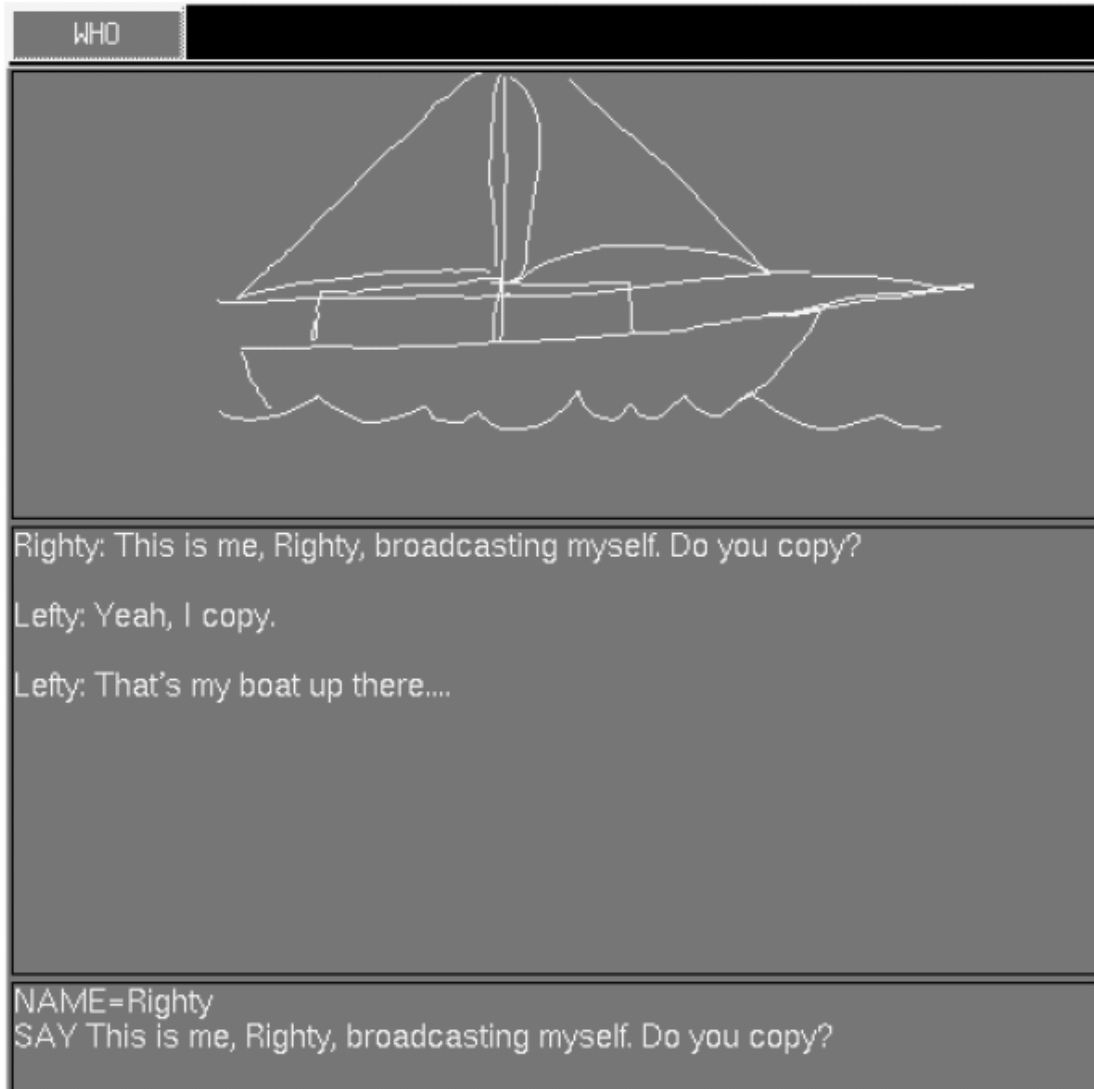 WHO
Righty: This is me, Righty, broadcasting myself. Do you copy?
Lefty: Yeah, I copy.
Lefty: That's my boat up there....
NAME=Righty
SAY This is me, Righty, broadcasting myself. Do you copy?